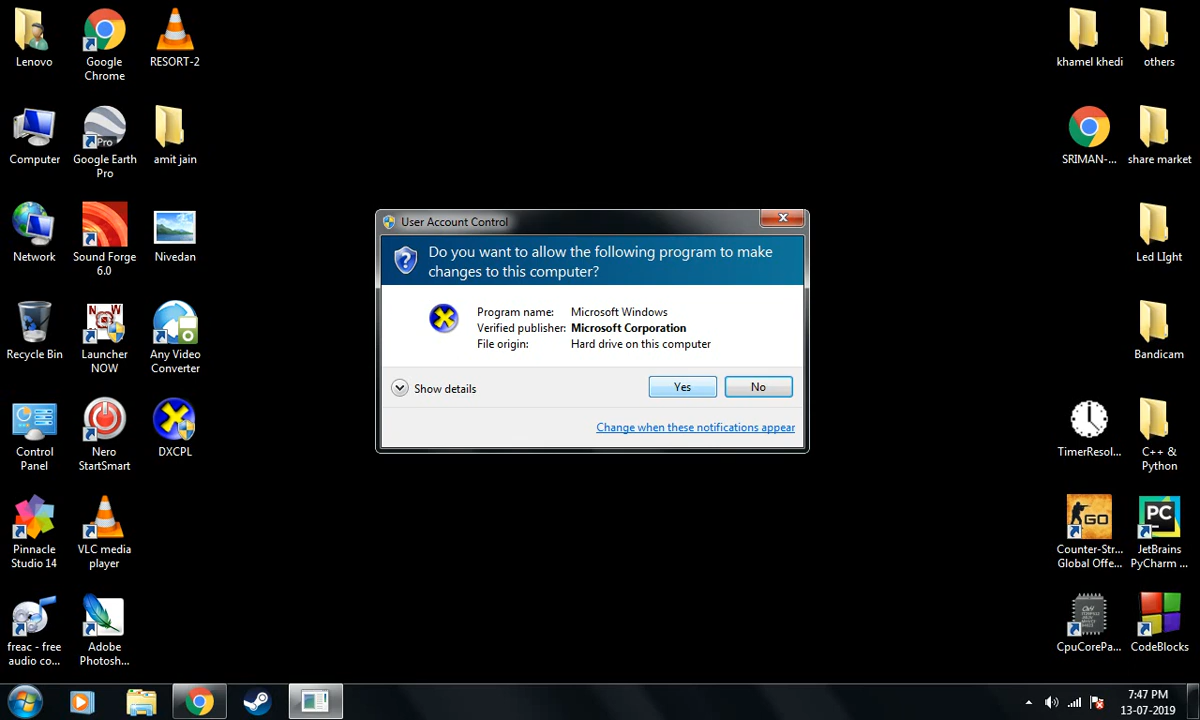 Lenovo
Google
Chrome
RESORT-2
Computer
Pro
Google Earth
Pro
amit jain
Network
Sound Forge
6.0
Nivedan
Recycle Bin
N W
Launcher
NOW
Any Video
Converter
Control
Panel
Nero
StartSmart
DXCPL
Pinnacle
Studio 14
VLC media
player
freac - free
audio co...
Adobe
Photosh...
User Account Control
Do you want to allow the following program to make
changes to this computer?
Program name: Microsoft Windows
Verified publisher: Microsoft Corporation
File origin: Hard drive on this computer
Show details
Yes
No
Change when these notifications appear
khamel khedi
others
SRIMAN-...
share market
Led LIght
Bandicam
TimerResol...
C++ &
Python
GO
Counter-Str...
Global Offe...
PC
JetBrains
PyCharm ...
CpuCorePa...
CodeBlocks
7:47 PM
13-07-2019